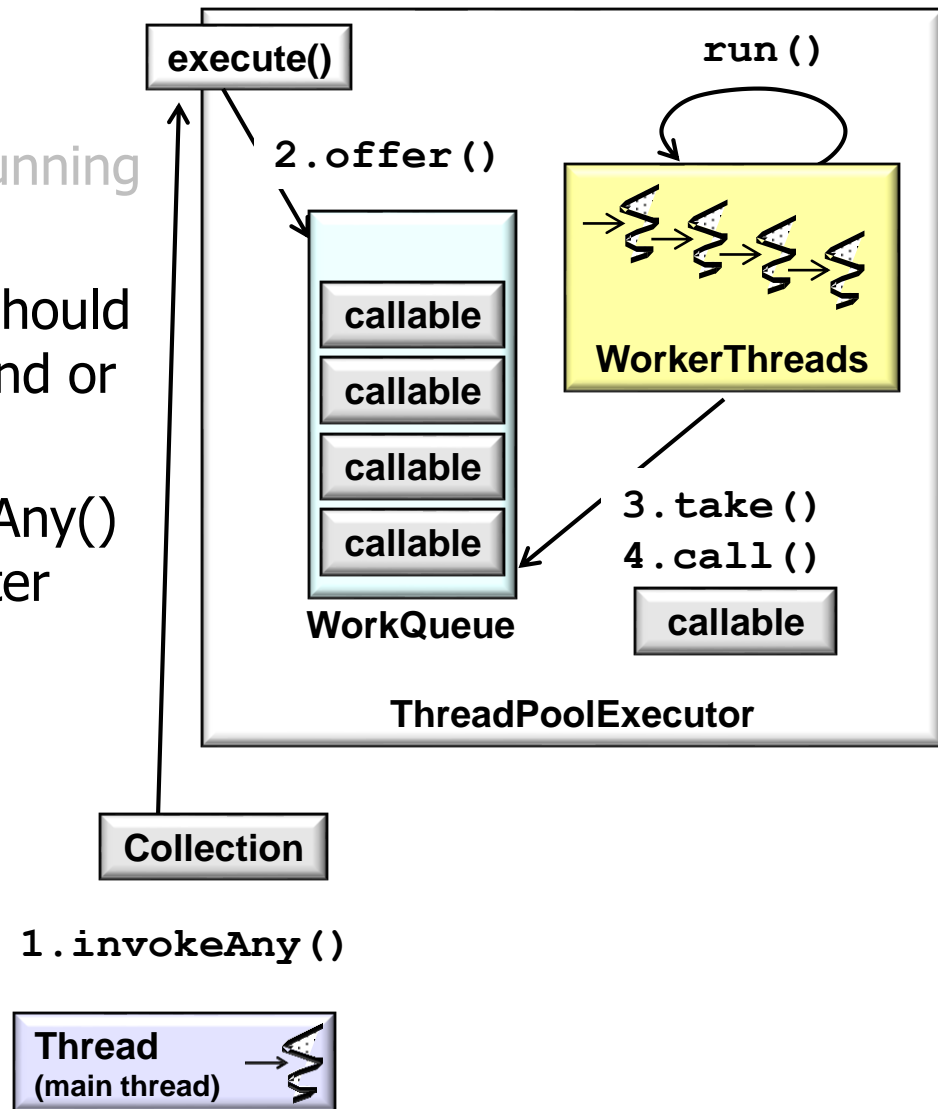 execute()
run()
unning
2.offer()
hould
nd or
Any()
ter
callable
callable
callable
callable
WorkQueue
WorkerThreads
3.take()
4.call()
callable
ThreadPoolExecutor
Collection
1.invokeAny()
Thread
(main thread)